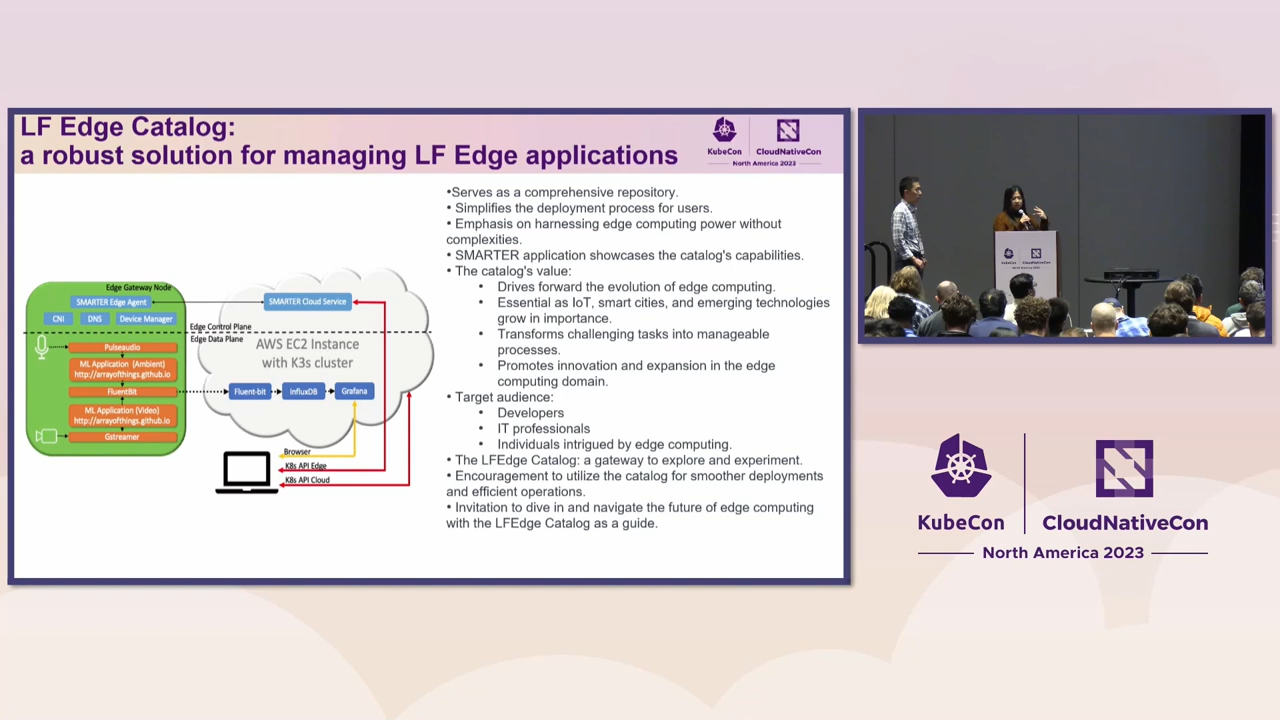 LF Edge Catalog:
a robust solution for managing LF Edge applications
KubeCon
CloudNativeCon
North America 2023
•Serves as a comprehensive repository.
• Simplifies the deployment process for users.
• Emphasis on harnessing edge computing power without
complexities.
• SMARTER application showcases the catalog's capabilities.
• The catalog's value:
• Drives forward the evolution of edge computing.
• Essential as IoT, smart cities, and emerging technologies
grow in importance.
• Transforms challenging tasks into manageable
processes.
• Promotes innovation and expansion in the edge
computing domain.
• Target audience:
• Developers
• IT professionals
• Individuals intrigued by edge computing.
• The LFEdge Catalog: a gateway to explore and experiment.
• Encouragement to utilize the catalog for smoother deployments
and efficient operations.
• Invitation to dive in and navigate the future of edge computing
with the LFEdge Catalog as a guide.
Edge Gateway Node
SMARTER Edge Agent
CNI
DNS
Device Manager
Pulseaudio
ML Application (Ambient)
http://arrayofthings.github.io
FluentBit
ML Application (Video)
http://arrayofthings.github.io
Gstreamer
SMARTER Cloud Service
Edge Control Plane
Edge Data Plane
AWS EC2 Instance
with K3s cluster
Fluent-bit
InfluxDB
Grafana
Browser
K8s API Edge
K8s API Cloud
KubeCon
CloudNativeCon
North America 2023